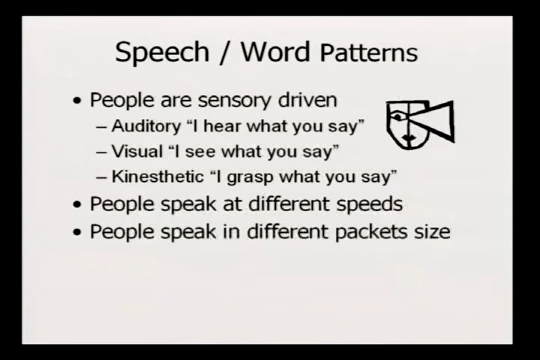 Speech / Word Patterns
• People are sensory driven
– Auditory “I hear what you say”
– Visual “I see what you say”
– Kinesthetic “I grasp what you say”
• People speak at different speeds
• People speak in different packets size